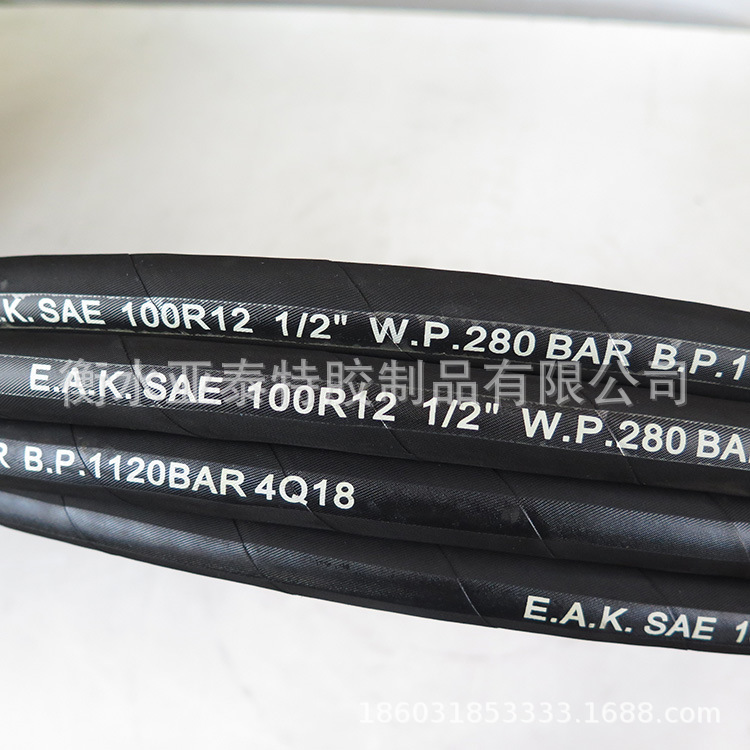 .K. SAE 100R12 1/2" W.P.280 BAR B.P.1
衡水亚泰特胶制品有限公司
E.A.K. SAE 100R12 1/2" W.P.280 BA
R B.P.1120BAR 4Q18
E.A.K. SAE 1
186031853333.1688.com